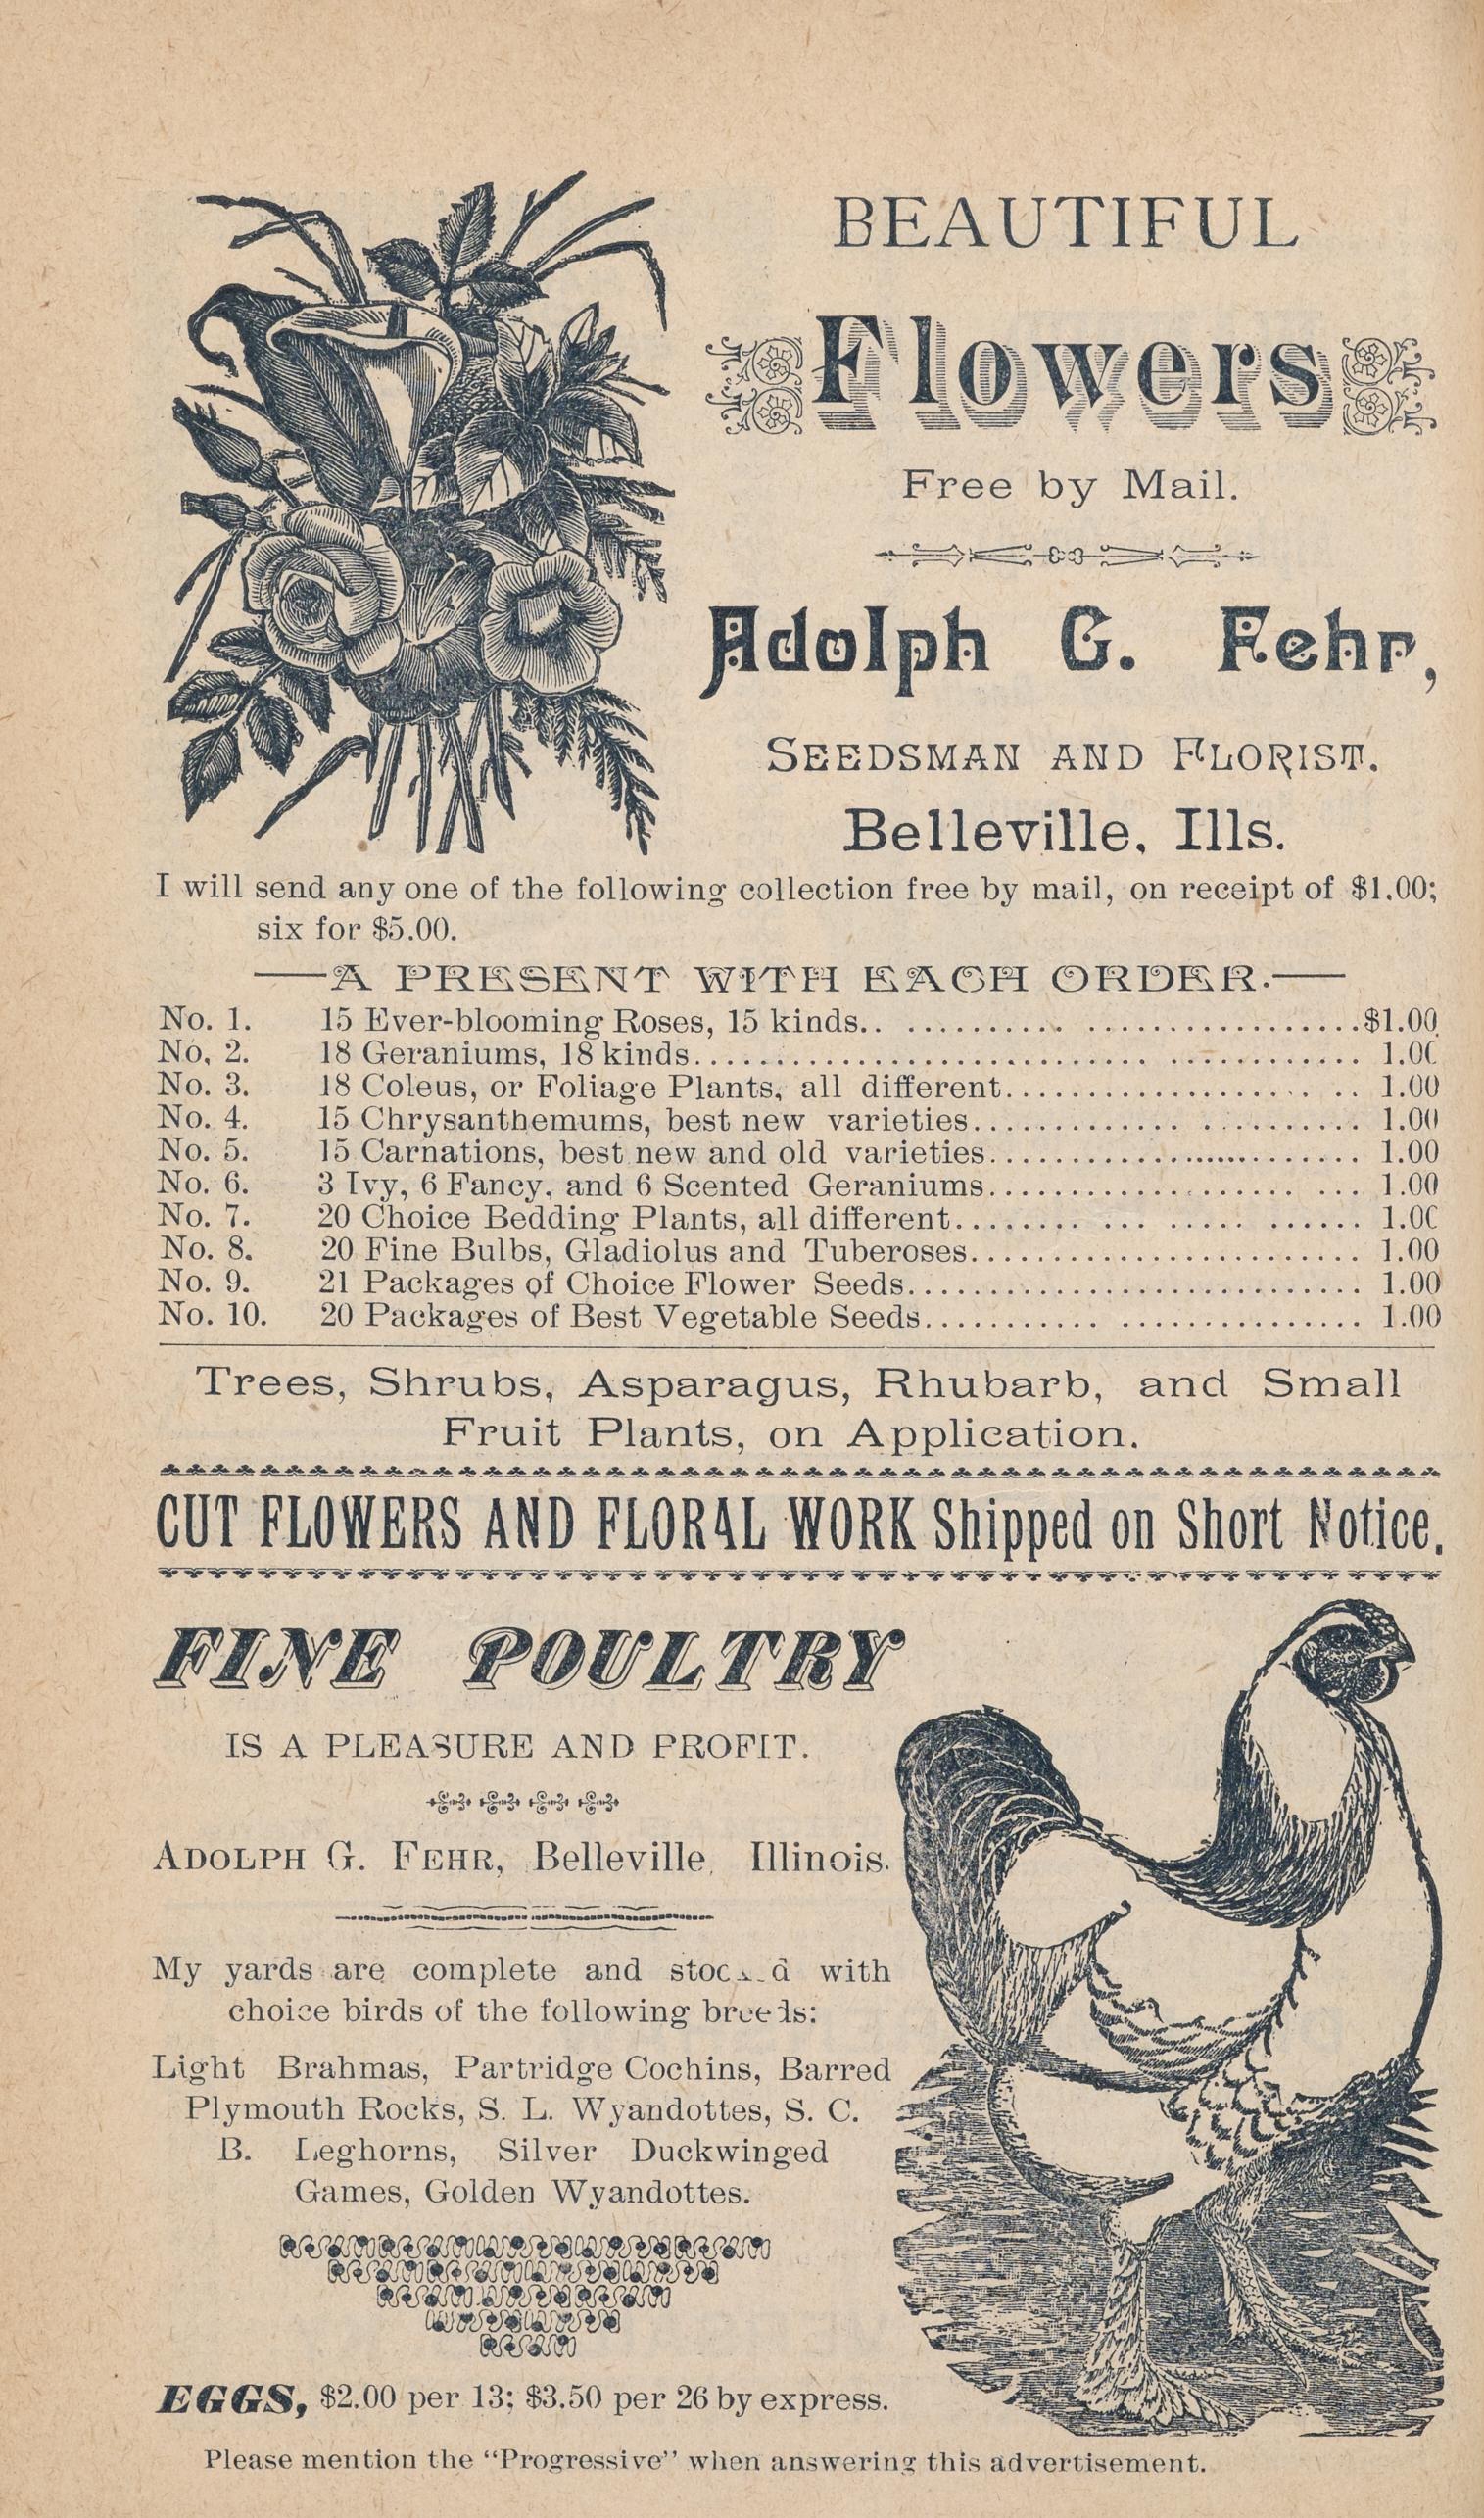 BEAUTIFUL
Flowers
Free by Mail.
Adolph G. Fehr,
SEEDSMAN AND FLORIST.
Belleville, Ills.
I will send any one of the following collection free by mail, on receipt of $1.00;
six for $5.00.
—A PRESENT WITH EACH ORDER.—
No. 1. 15 Ever-blooming Roses, 15 kinds.. .......... .................$1.00
No, 2. 18 Geraniums, 18 kinds............................ ............ 1.00
No. 3. 18 Coleus, or Foliage Plants, all different................... .. 1.00
No. 4. 15 Chrysanthemums, best new varieties............. .......... 1.00
No. 5. 15 Carnations, best new and old varieties....................... 1.00
No. 6. 3 Ivy, 6 Fancy, and 6 Scented Geraniums.................... ... 1.00
No. 7. 20 Choice Bedding Plants, all different........ ... ..... ...... 1.00
No. 8. 20 Fine Bulbs, Gladiolus and Tuberoses........................ 1.00
No. 9. 21 Packages of Choice Flower Seeds............................ 1.00
No. 10. 20 Packages of Best Vegetable Seeds........... ............... 1.00
Trees, Shrubs, Asparagus, Rhubarb, and Small
Fruit Plants, on Application.
CUT FLOWERS AND FLORAL WORK Shipped on Short Notice.
FINE POULTRY
IS A PLEASURE AND PROFIT.
ADOLPH G. FEHR, Belleville, Illinois.
My yards are complete and stocked with
choice birds of the following breeds:
Light Brahmas, Partridge Cochins, Barred
Plymouth Rocks, S. L. Wyandottes, S. C.
B. Leghorns, Silver Duckwinged
Games, Golden Wyandottes.
EGGS, $2.00 per 13; $3.50 per 26 by express.
Please mention the “Progressive” when answering this advertisement.